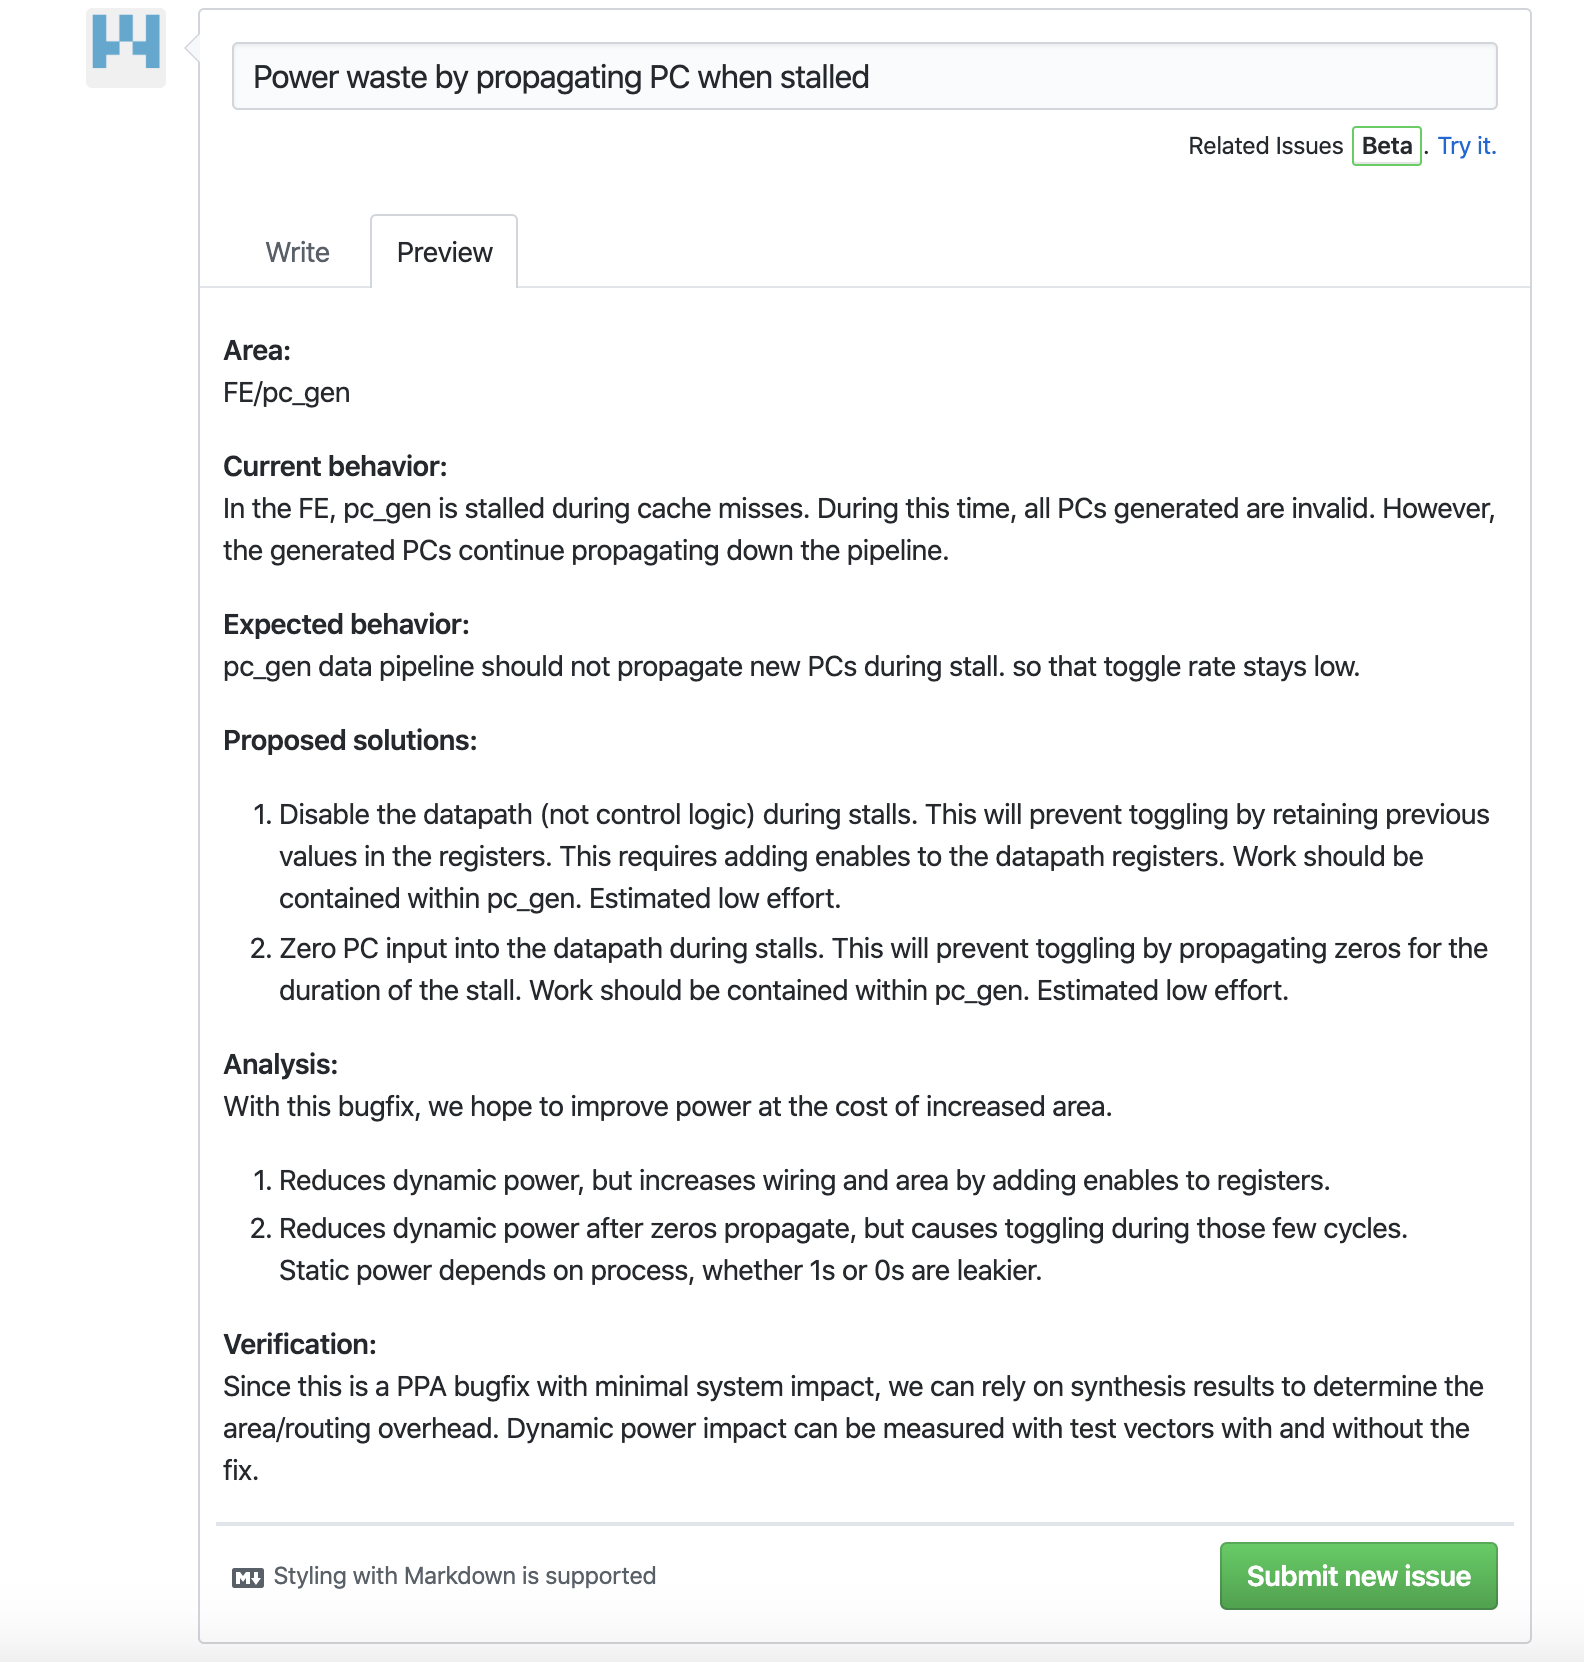 Power waste by propagating PC when stalled
Related Issues Beta. Try it.
Write Preview
Area:
FE/pc_gen
Current behavior:
In the FE, pc_gen is stalled during cache misses. During this time, all PCs generated are invalid. However,
the generated PCs continue propagating down the pipeline.
Expected behavior:
pc_gen data pipeline should not propagate new PCs during stall. so that toggle rate stays low.
Proposed solutions:
1. Disable the datapath (not control logic) during stalls. This will prevent toggling by retaining previous
values in the registers. This requires adding enables to the datapath registers. Work should be
contained within pc_gen. Estimated low effort.
2. Zero PC input into the datapath during stalls. This will prevent toggling by propagating zeros for the
duration of the stall. Work should be contained within pc_gen. Estimated low effort.
Analysis:
With this bugfix, we hope to improve power at the cost of increased area.
1. Reduces dynamic power, but increases wiring and area by adding enables to registers.
2. Reduces dynamic power after zeros propagate, but causes toggling during those few cycles.
Static power depends on process, whether 1s or 0s are leakier.
Verification:
Since this is a PPA bugfix with minimal system impact, we can rely on synthesis results to determine the
area/routing overhead. Dynamic power impact can be measured with test vectors with and without the
fix.
M↓ Styling with Markdown is supported
Submit new issue